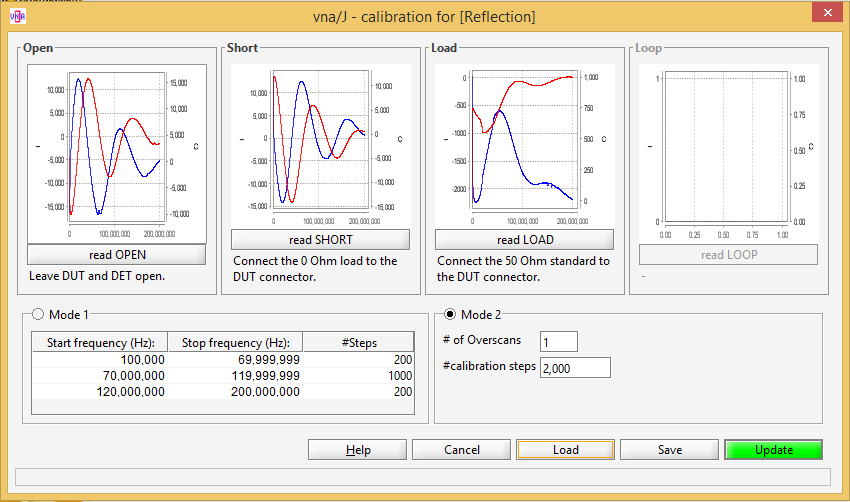 VNA
vna/J - calibration for [Reflection]
Open
Short
Load
Loop
10,000
5,000
0
-5,000
-10,000
-15,000
15,000
10,000
5,000
0
-5,000
-10,000
0
100,000,000
200,000,000
10,000
5,000
0
-5,000
-10,000
-15,000
15,000
10,000
5,000
0
-5,000
-10,000
-15,000
0
100,000,000
200,000,000
0
-500
-1000
-1500
-2000
1,000
750
500
250
0
0
100,000,000
200,000,000
1
0
1.00
0.75
0.50
0.25
0.00
0.00
0.25
0.50
0.75
1.00
read OPEN
read SHORT
read LOAD
read LOOP
Leave DUT and DET open.
Connect the 0 Ohm load to the
DUT connector.
Connect the 50 Ohm standard to
the DUT connector.
-
Mode 1
Start frequency (Hz): Stop frequency (Hz): #Steps
100,000 69,999,999 200
70,000,000 119,999,999 1000
120,000,000 200,000,000 200
Mode 2
# of Overscans 1
#calibration steps 2,000
Help
Cancel
Load
Save
Update